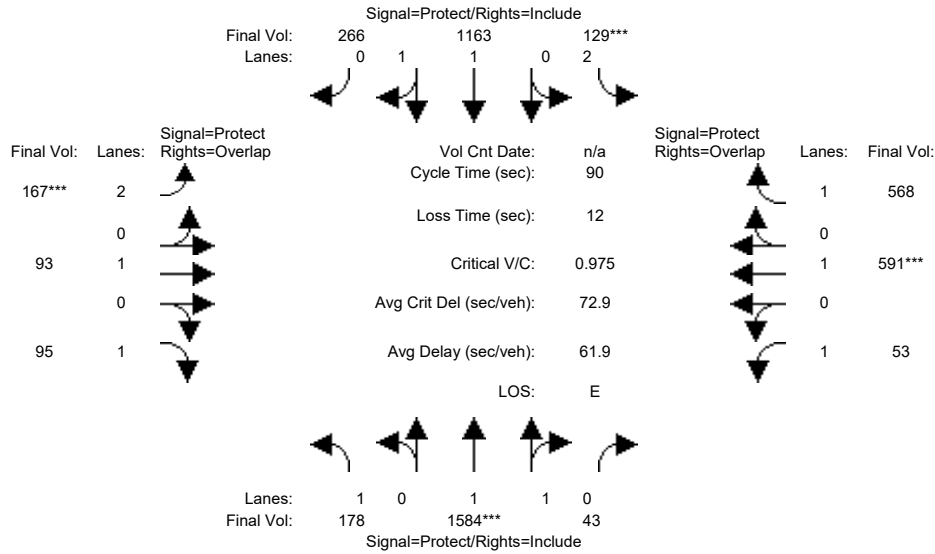 Signal=Protect/Rights=Include
Final Vol: 266 1163 129***
Lanes: 0 1 1 0 2
Signal=Protect Signal=Protect
Final Vol: Lanes: Rights=Overlap Vol Cnt Date: n/a Rights=Overlap Lanes: Final Vol:
Cycle Time (sec): 90
167*** 2 1 568
Loss Time (sec): 12
0 0
93 1 Critical V/C: 0.975 1 591***
0 Avg Crit Del (sec/veh): 72.9 0
95 1 Avg Delay (sec/veh): 61.9 1 53
LOS: E
Lanes: 1 0 1 1 0
Final Vol: 178 1584*** 43
Signal=Protect/Rights=Include